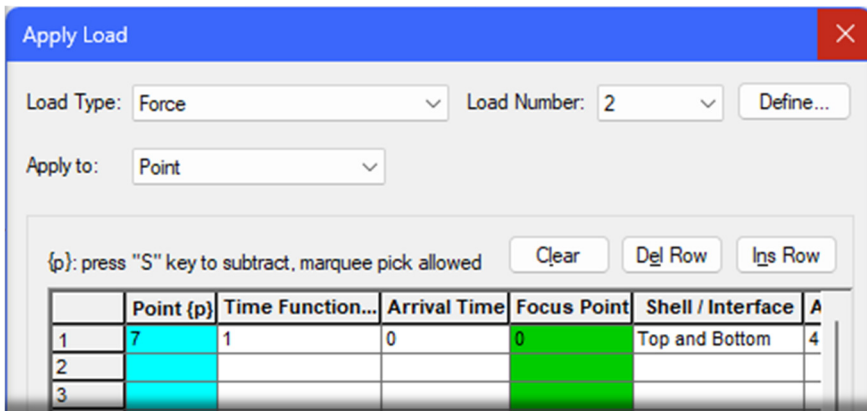 Apply Load
Load Type: Force Load Number: 2 Define...
Apply to: Point
{p}: press "S" key to subtract, marquee pick allowed Clear Del Row Ins Row
Point {p} Time Function... Arrival Time Focus Point Shell / Interface A
1 7 1 0 0 Top and Bottom 4
2
3